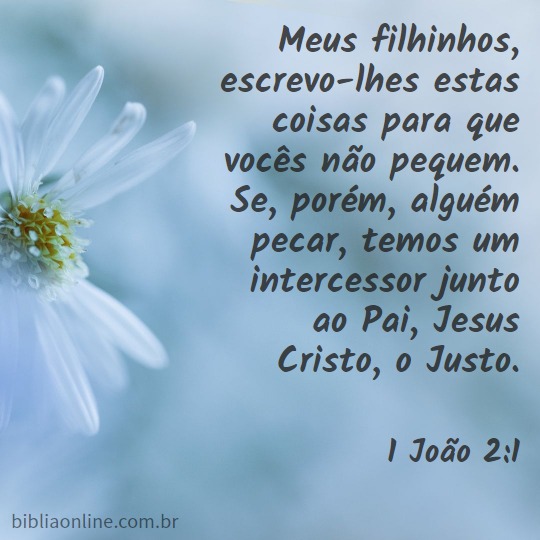 Meus filhinhos,
escrevo-lhes estas
coisas para que
vocês não pequem.
Se, porém, alguém
pecar, temos um
intercessor junto
ao Pai, Jesus
Cristo, o Justo.
1 João 2:1
bibliaonline.com.br